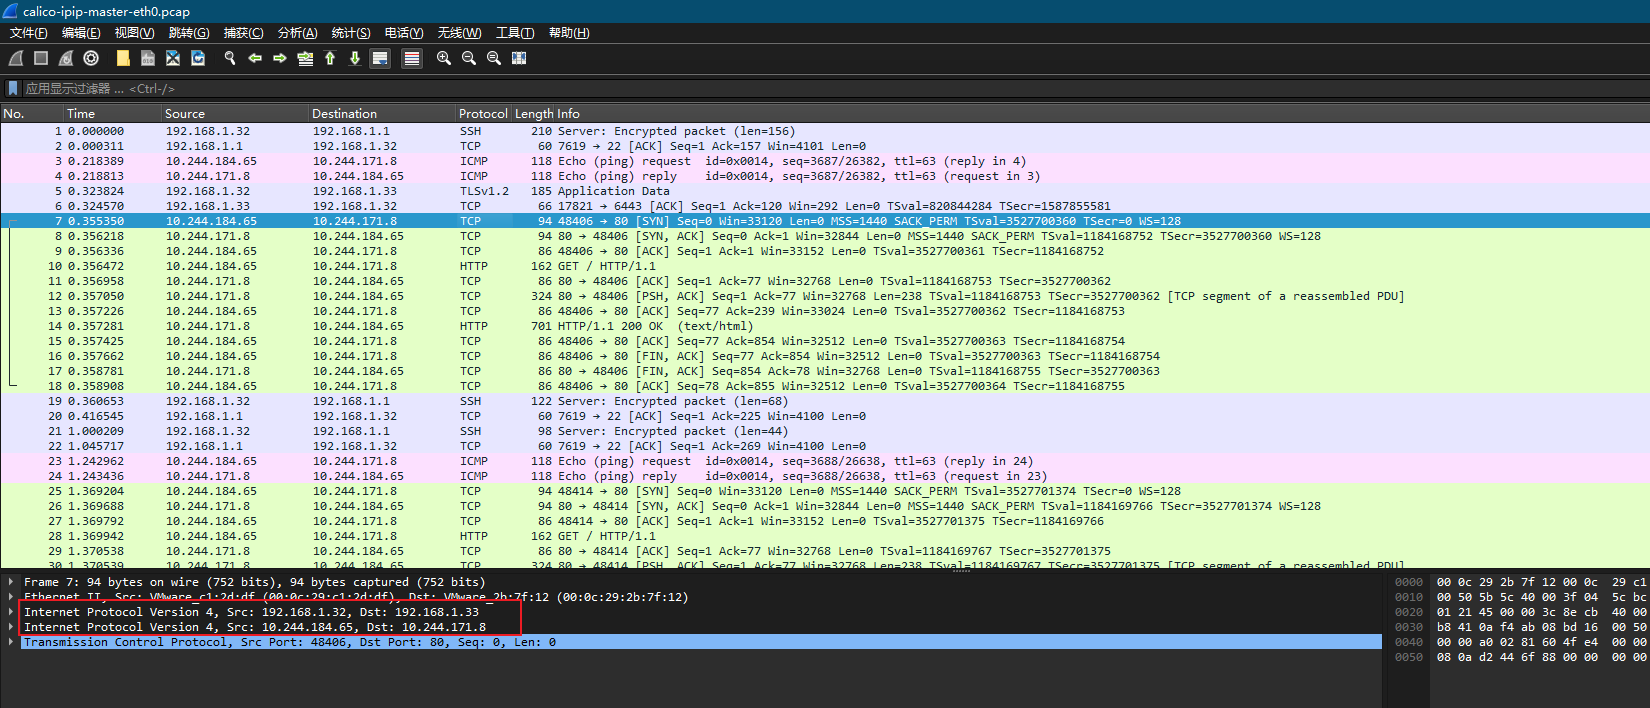 calico-ipip-master-eth0.pcap
文件(F) 编辑(E) 视图(V) 跳转(G) 捕获(C) 分析(A) 统计(S) 电话(Y) 无线(W) 工具(T) 帮助(H)
应用显示过滤器 … <Ctrl-/>
No. Time Source Destination Protocol Length Info
1 0.000000 192.168.1.32 192.168.1.1 SSH 210 Server: Encrypted packet (len=156)
2 0.000311 192.168.1.1 192.168.1.32 TCP 60 7619 → 22 [ACK] Seq=1 Ack=157 Win=4101 Len=0
3 0.218389 10.244.184.65 10.244.171.8 ICMP 118 Echo (ping) request id=0x0014, seq=3687/26382, ttl=63 (reply in 4)
4 0.218813 10.244.171.8 10.244.184.65 ICMP 118 Echo (ping) reply id=0x0014, seq=3687/26382, ttl=63 (request in 3)
5 0.323824 192.168.1.32 192.168.1.33 TLSv1.2 185 Application Data
6 0.324570 192.168.1.33 192.168.1.32 TCP 66 17821 → 6443 [ACK] Seq=1 Ack=120 Win=292 Len=0 TSval=820844284 TSecr=1587855581
7 0.355350 10.244.184.65 10.244.171.8 TCP 94 48406 → 80 [SYN] Seq=0 Win=33120 Len=0 MSS=1440 SACK_PERM TSval=3527700360 TSecr=0 WS=128
8 0.356218 10.244.171.8 10.244.184.65 TCP 94 80 → 48406 [SYN, ACK] Seq=0 Ack=1 Win=32844 Len=0 MSS=1440 SACK_PERM TSval=1184168752 TSecr=3527700360 WS=128
9 0.356336 10.244.184.65 10.244.171.8 TCP 86 48406 → 80 [ACK] Seq=1 Ack=1 Win=33152 Len=0 TSval=3527700361 TSecr=1184168752
10 0.356472 10.244.184.65 10.244.171.8 HTTP 162 GET / HTTP/1.1
11 0.356958 10.244.171.8 10.244.184.65 TCP 86 80 → 48406 [ACK] Seq=1 Ack=77 Win=32768 Len=0 TSval=1184168753 TSecr=3527700362
12 0.357050 10.244.171.8 10.244.184.65 TCP 324 80 → 48406 [PSH, ACK] Seq=1 Ack=77 Win=32768 Len=238 TSval=1184168753 TSecr=3527700362 [TCP segment of a reassembled PDU]
13 0.357226 10.244.184.65 10.244.171.8 TCP 86 48406 → 80 [ACK] Seq=77 Ack=239 Win=33024 Len=0 TSval=3527700362 TSecr=1184168753
14 0.357281 10.244.171.8 10.244.184.65 HTTP 701 HTTP/1.1 200 OK (text/html)
15 0.357425 10.244.184.65 10.244.171.8 TCP 86 48406 → 80 [ACK] Seq=77 Ack=854 Win=32512 Len=0 TSval=3527700363 TSecr=1184168754
16 0.357662 10.244.184.65 10.244.171.8 TCP 86 48406 → 80 [FIN, ACK] Seq=77 Ack=854 Win=32512 Len=0 TSval=3527700363 TSecr=1184168754
17 0.358781 10.244.171.8 10.244.184.65 TCP 86 80 → 48406 [FIN, ACK] Seq=854 Ack=78 Win=32768 Len=0 TSval=1184168755 TSecr=3527700363
18 0.358908 10.244.184.65 10.244.171.8 TCP 86 48406 → 80 [ACK] Seq=78 Ack=855 Win=32512 Len=0 TSval=3527700364 TSecr=1184168755
19 0.360653 192.168.1.32 192.168.1.1 SSH 122 Server: Encrypted packet (len=68)
20 0.416545 192.168.1.1 192.168.1.32 TCP 60 7619 → 22 [ACK] Seq=1 Ack=225 Win=4100 Len=0
21 1.000209 192.168.1.32 192.168.1.1 SSH 98 Server: Encrypted packet (len=44)
22 1.045717 192.168.1.1 192.168.1.32 TCP 60 7619 → 22 [ACK] Seq=1 Ack=269 Win=4100 Len=0
23 1.242962 10.244.184.65 10.244.171.8 ICMP 118 Echo (ping) request id=0x0014, seq=3688/26638, ttl=63 (reply in 24)
24 1.243436 10.244.171.8 10.244.184.65 ICMP 118 Echo (ping) reply id=0x0014, seq=3688/26638, ttl=63 (request in 23)
25 1.369204 10.244.184.65 10.244.171.8 TCP 94 48414 → 80 [SYN] Seq=0 Win=33120 Len=0 MSS=1440 SACK_PERM TSval=3527701374 TSecr=0 WS=128
26 1.369688 10.244.171.8 10.244.184.65 TCP 94 80 → 48414 [SYN, ACK] Seq=0 Ack=1 Win=32844 Len=0 MSS=1440 SACK_PERM TSval=1184169766 TSecr=3527701374 WS=128
27 1.369792 10.244.184.65 10.244.171.8 TCP 86 48414 → 80 [ACK] Seq=1 Ack=1 Win=33152 Len=0 TSval=3527701375 TSecr=1184169766
28 1.369942 10.244.184.65 10.244.171.8 HTTP 162 GET / HTTP/1.1
29 1.370538 10.244.171.8 10.244.184.65 TCP 86 80 → 48414 [ACK] Seq=1 Ack=77 Win=32768 Len=0 TSval=1184169767 TSecr=3527701375
30 1.370539 10.244.171.8 10.244.184.65 TCP 324 80 → 48414 [PSH, ACK] Seq=1 Ack=77 Win=32768 Len=238 TSval=1184169767 TSecr=3527701375 [TCP segment of a reassembled PDU]
Frame 7: 94 bytes on wire (752 bits), 94 bytes captured (752 bits)
Ethernet II, Src: VMware_c1:2d:df (00:0c:29:c1:2d:df), Dst: VMware_2b:7f:12 (00:0c:29:2b:7f:12)
Internet Protocol Version 4, Src: 192.168.1.32, Dst: 192.168.1.33
Internet Protocol Version 4, Src: 10.244.184.65, Dst: 10.244.171.8
Transmission Control Protocol, Src Port: 48406, Dst Port: 80, Seq: 0, Len: 0
0000 00 0c 29 2b 7f 12 00 0c 29 c1
0010 00 50 5b 5c 40 00 3f 04 5c bc
0020 01 21 45 00 00 3c 8e cb 40 00
0030 b8 41 0a f4 ab 08 bd 16 00 50
0040 00 00 a0 02 81 60 4f e4 00 00
0050 08 0a d2 44 6f 88 00 00 00 00